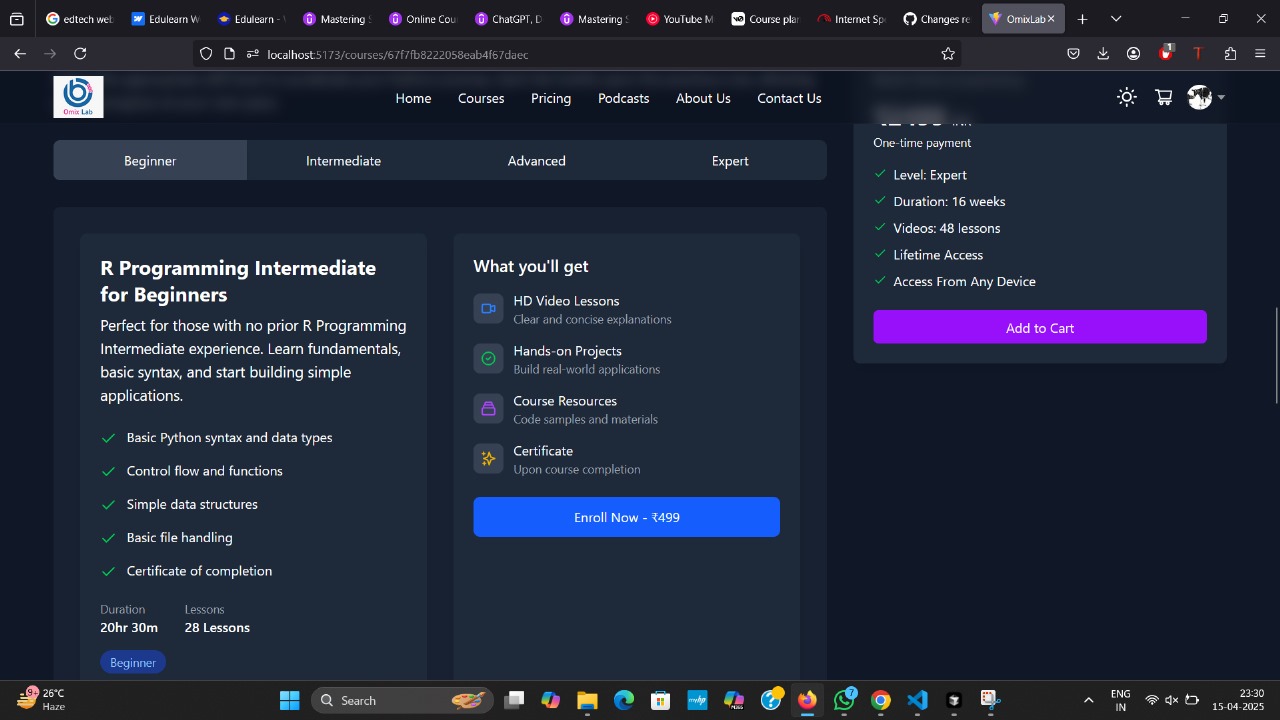 edtech web
Edulearn W
Edulearn - W
Mastering S
Online Cou
ChatGPT, D
Mastering S
YouTube M
Course pla
Internet Sp
Changes re
OmixLab
localhost:5173/courses/67f7fb8222058eab4f67daec
1
Omix Lab
Home
Courses
Pricing
Podcasts
About Us
Contact Us
Beginner
Intermediate
Advanced
Expert
One-time payment
Level: Expert
Duration: 16 weeks
Videos: 48 lessons
Lifetime Access
Access From Any Device
Add to Cart
R Programming Intermediate
for Beginners
Perfect for those with no prior R Programming
Intermediate experience. Learn fundamentals,
basic syntax, and start building simple
applications.
Basic Python syntax and data types
Control flow and functions
Simple data structures
Basic file handling
Certificate of completion
Duration
Lessons
20hr 30m
28 Lessons
Beginner
What you'll get
HD Video Lessons
Clear and concise explanations
Hands-on Projects
Build real-world applications
Course Resources
Code samples and materials
Certificate
Upon course completion
Enroll Now - ₹499
9+
26°C
Haze
Search
7
ENG
IN
23:30
15-04-2025